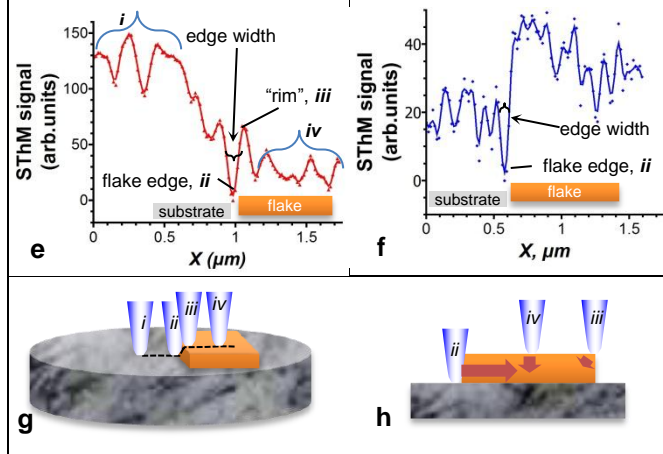 SThM signal
(arb.units)
150
100
50
0
i
edge width
"rim", iii
iv
flake edge, ii
substrate
flake
0
0.5
1
1.5
X (μm)
e
SThM signal
(arb.units)
40
20
0
edge width
flake edge, ii
substrate
flake
0
0.5
1.0
1.5
X, μm
f
i
ii
iii
iv
g
ii
iv
iii
h